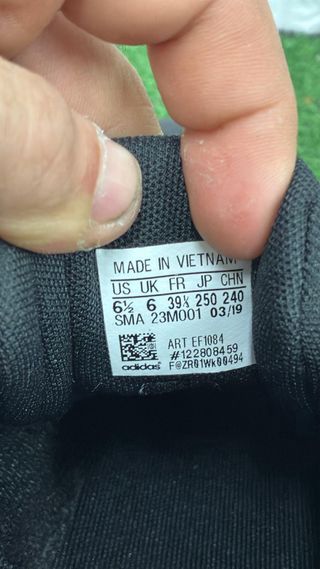 MADE IN VIETNAM
US UK FR JP CHN
6½ 6 39⅓ 250 240
SMA 23M001 03/19
ART EF1084
#122808459
adidas F@ZR01Wk00494